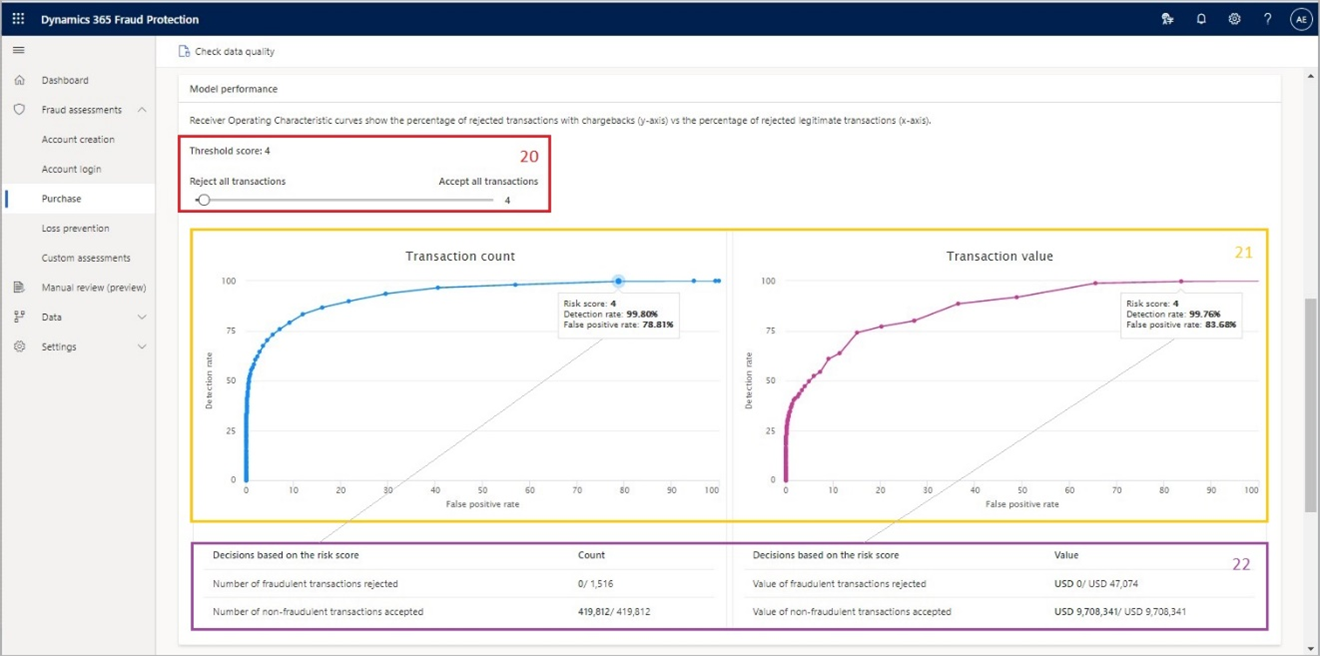 Dynamics 365 Fraud Protection
?
AE
Check data quality
Dashboard
Fraud assessments
Account creation
Account login
Purchase
Loss prevention
Custom assessments
Manual review (preview)
Data
Settings
Model performance
Receiver Operating Characteristic curves show the percentage of rejected transactions with chargebacks (y-axis) vs the percentage of rejected legitimate transactions (x-axis).
Threshold score: 4
20
Reject all transactions Accept all transactions
4
21
Transaction count
100
75
50
25
0
Detection rate
Risk score: 4
Detection rate: 99.80%
False positive rate: 78.81%
0 10 20 30 40 50 60 70 80 90 100
False positive rate
Transaction value
100
75
50
25
0
Detection rate
Risk score: 4
Detection rate: 99.76%
False positive rate: 83.68%
0 10 20 30 40 50 60 70 80 90 100
False positive rate
22
Decisions based on the risk score Count
Number of fraudulent transactions rejected 0/ 1,516
Number of non-fraudulent transactions accepted 419,812/ 419,812
Decisions based on the risk score Value
Value of fraudulent transactions rejected USD 0/ USD 47,074
Value of non-fraudulent transactions accepted USD 9,708,341/ USD 9,708,341